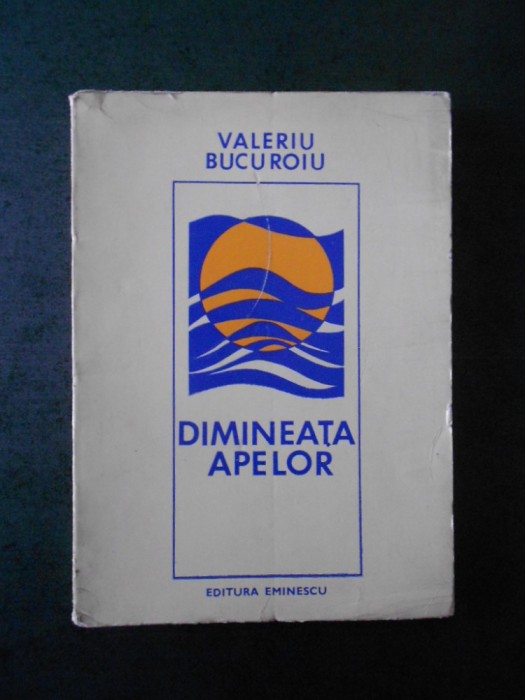 VALERIU
BUCUROIU
DIMINEAȚA
APELOR
EDITURA EMINESCU